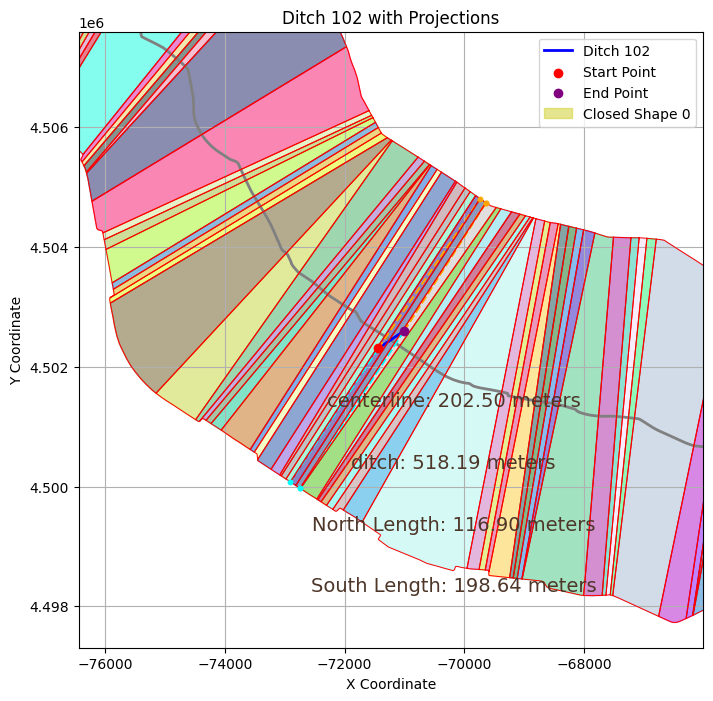 Ditch 102 with Projections
1e6
Ditch 102
Start Point
End Point
Closed Shape 0
4.506
4.504
4.502
4.500
4.498
Y Coordinate
centerline: 202.50 meters
ditch: 518.19 meters
North Length: 116.90 meters
South Length: 198.64 meters
−76000 −74000 −72000 −70000 −68000
X Coordinate